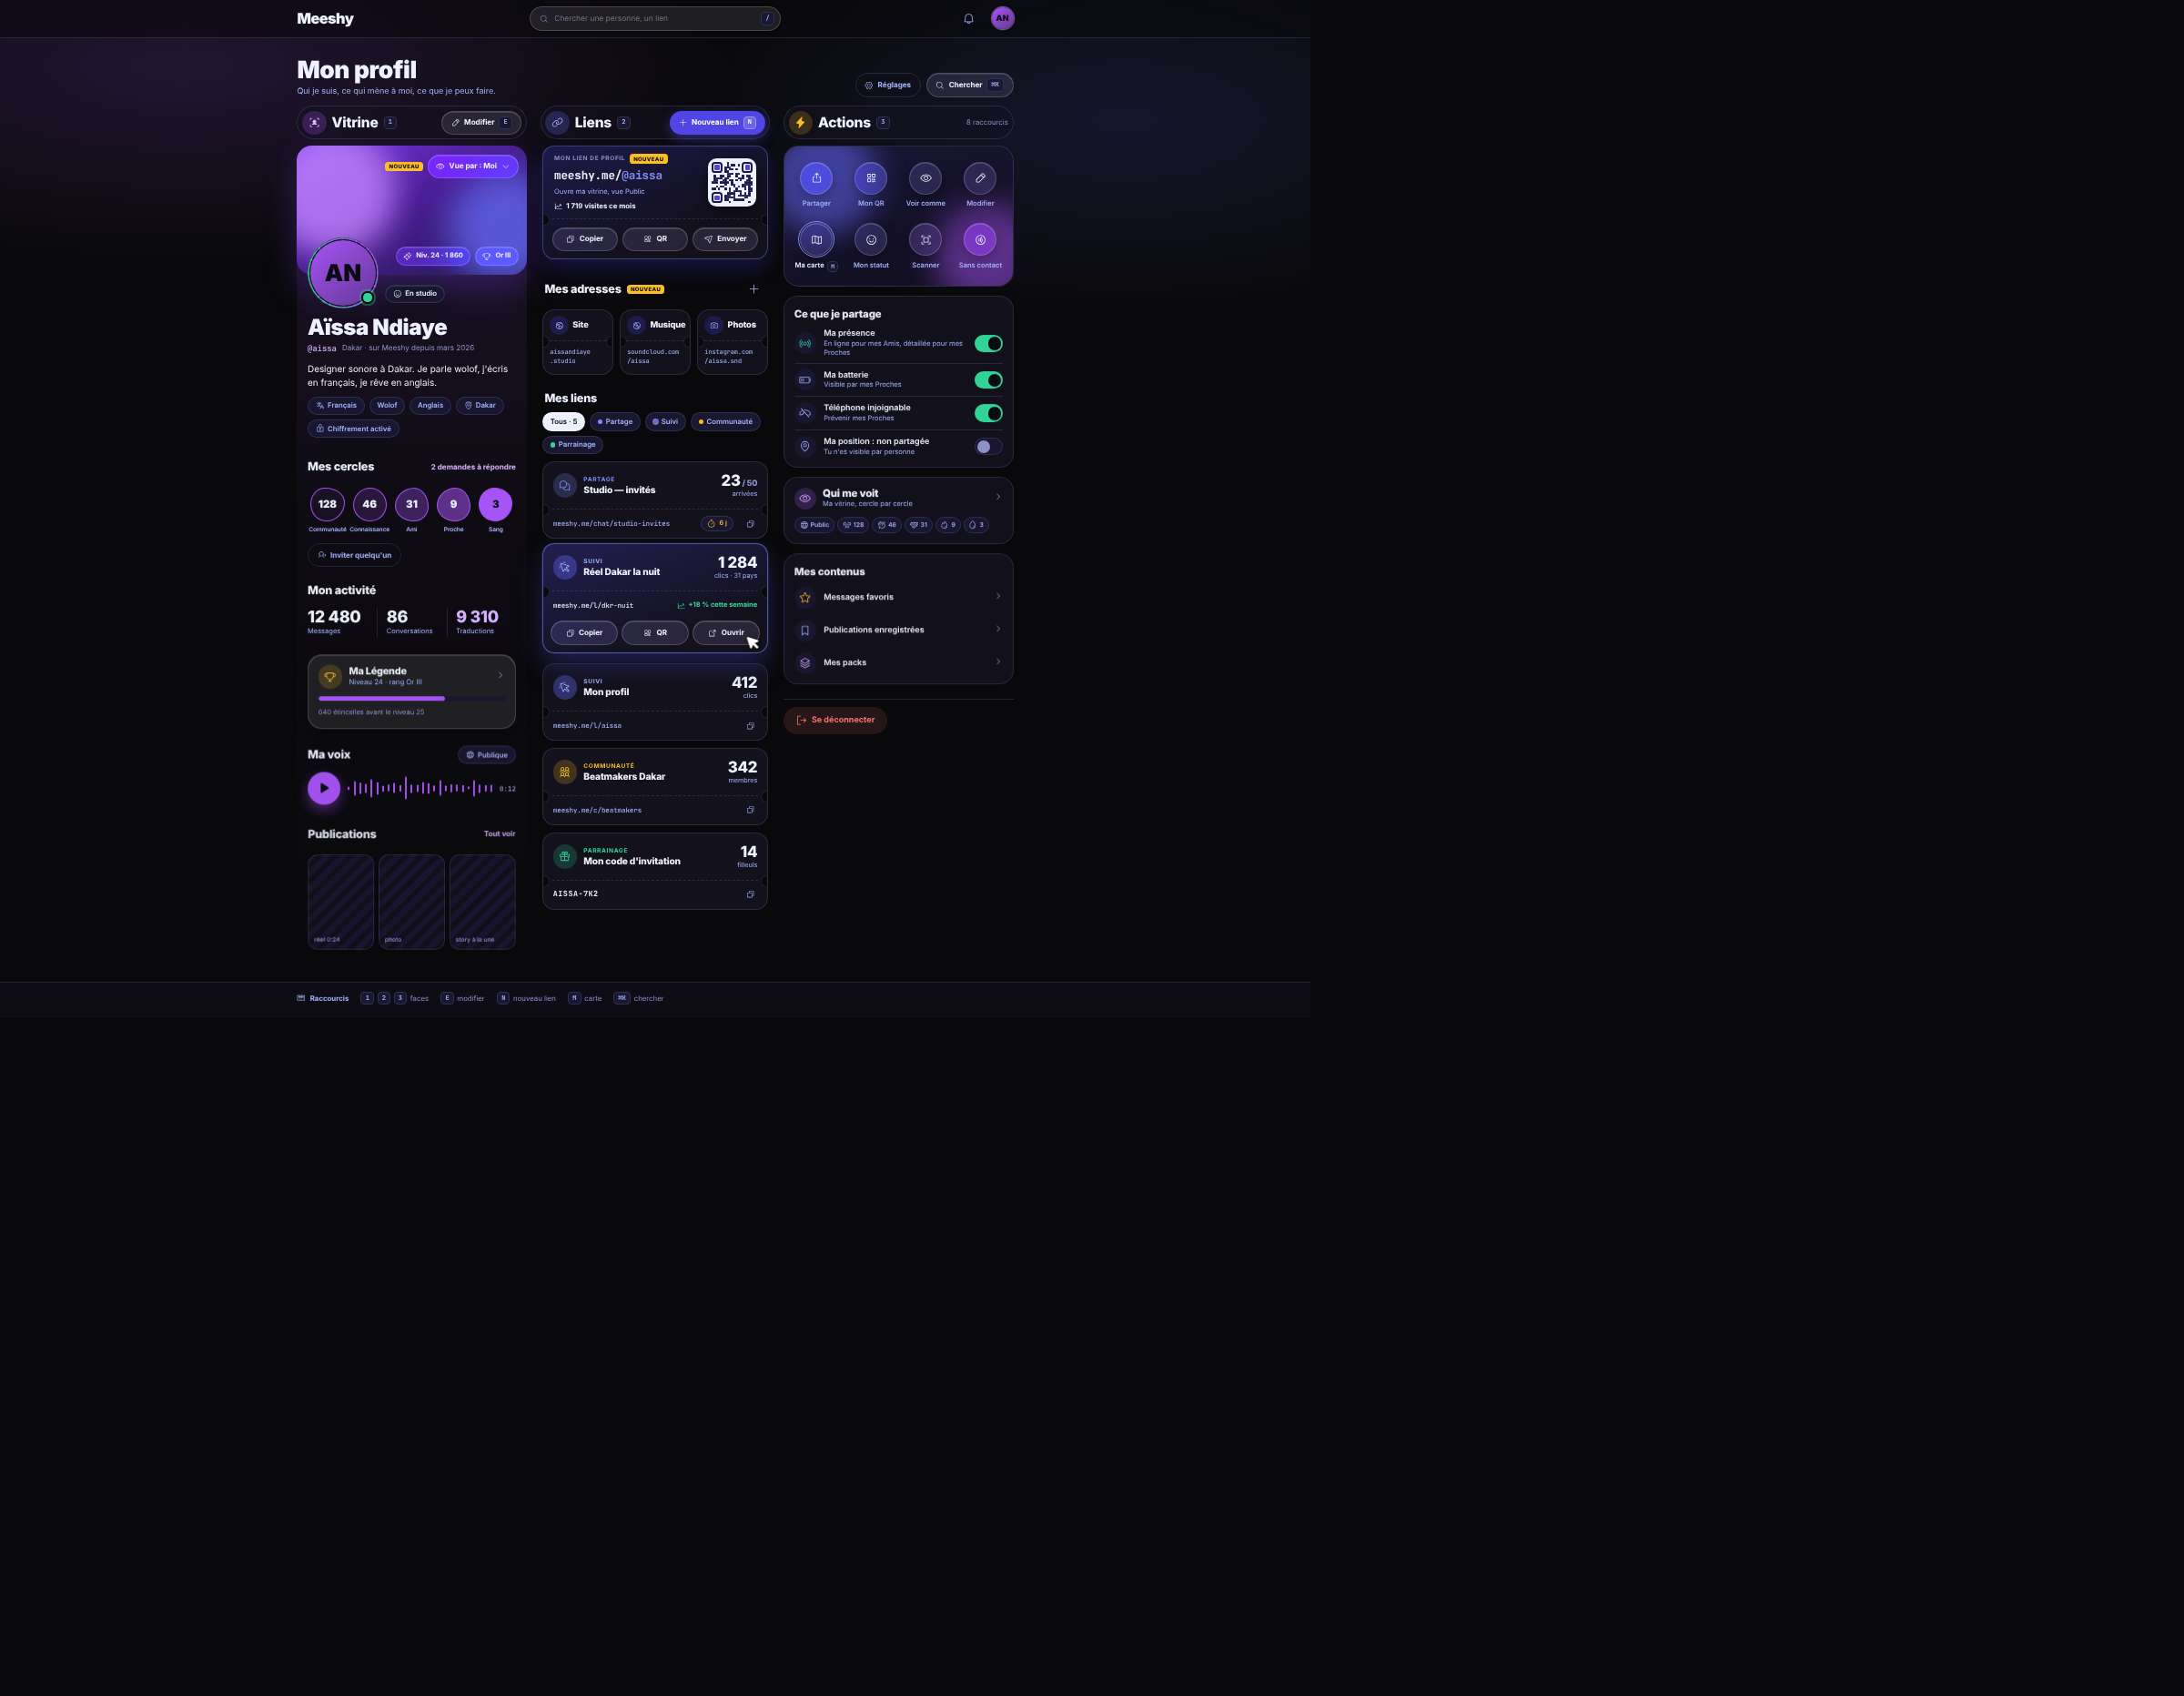 Meeshy
Chercher une personne, un lien
/
AN
Mon profil
Qui je suis, ce qui mène à moi, ce que je peux faire.
Réglages
Chercher ⌘K
Vitrine 1
Modifier E
NOUVEAU
Vue par : Moi
AN
Niv. 24 · 1 860
Or III
En studio
Aïssa Ndiaye
@aissa Dakar · sur Meeshy depuis mars 2026
Designer sonore à Dakar. Je parle wolof, j'écris
en français, je rêve en anglais.
Français
Wolof
Anglais
Dakar
Chiffrement activé
Mes cercles
2 demandes à répondre
128
46
31
9
3
Communauté
Connaissance
Ami
Proche
Sang
Inviter quelqu'un
Mon activité
12 480
86
9 310
Messages
Conversations
Traductions
Ma Légende
Niveau 24 · rang Or III
640 étincelles avant le niveau 25
Ma voix
Publique
0:12
Publications
Tout voir
réel 0:24
photo
story à la une
Liens 2
Nouveau lien N
MON LIEN DE PROFIL NOUVEAU
meeshy.me/@aissa
Ouvre ma vitrine, vue Public
1 719 visites ce mois
Copier
QR
Envoyer
Mes adresses NOUVEAU
Site
Musique
Photos
aissandiaye
.studio
soundcloud.com
/aissa
instagram.com
/aissa.snd
Mes liens
Tous · 5
Partage
Suivi
Communauté
Parrainage
PARTAGE
Studio — invités
23 / 50
arrivées
meeshy.me/chat/studio-invites
6 j
SUIVI
Réel Dakar la nuit
1 284
clics · 31 pays
meeshy.me/l/dkr-nuit
+18 % cette semaine
Copier
QR
Ouvrir
SUIVI
Mon profil
412
clics
meeshy.me/l/aissa
COMMUNAUTÉ
Beatmakers Dakar
342
membres
meeshy.me/c/beatmakers
PARRAINAGE
Mon code d'invitation
14
filleuls
AISSA-7K2
Actions 3
8 raccourcis
Partager
Mon QR
Voir comme
Modifier
Ma carte M
Mon statut
Scanner
Sans contact
Ce que je partage
Ma présence
En ligne pour mes Amis, détaillée pour mes
Proches
Ma batterie
Visible par mes Proches
Téléphone injoignable
Prévenir mes Proches
Ma position : non partagée
Tu n'es visible par personne
Qui me voit
Ma vitrine, cercle par cercle
Public
128
46
31
9
3
Mes contenus
Messages favoris
Publications enregistrées
Mes packs
Se déconnecter
Raccourcis
1 2 3 faces
E modifier
N nouveau lien
M carte
⌘K chercher